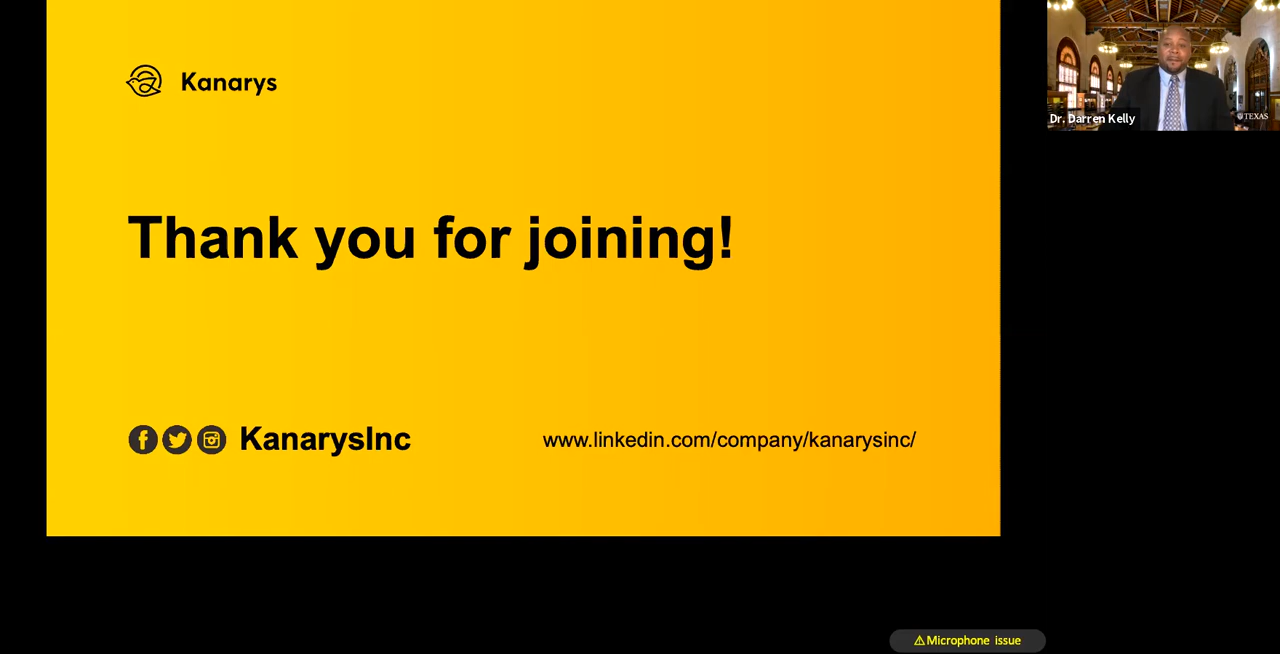 Kanarys
Thank you for joining!
KanarysInc
www.linkedin.com/company/kanarysinc/
Dr. Darren Kelly
TEXAS
Microphone issue